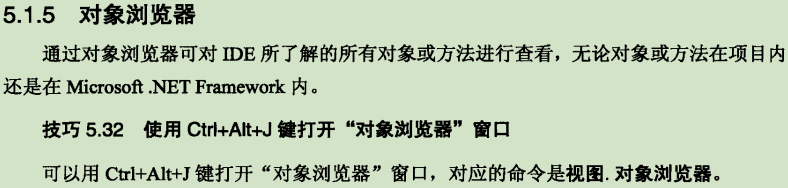 5.1.5 对象浏览器
通过对象浏览器可对 IDE 所了解的所有对象或方法进行查看，无论对象或方法在项目内
还是在 Microsoft .NET Framework 内。
技巧 5.32 使用 Ctrl+Alt+J 键打开“对象浏览器”窗口
可以用 Ctrl+Alt+J 键打开“对象浏览器”窗口，对应的命令是视图. 对象浏览器。